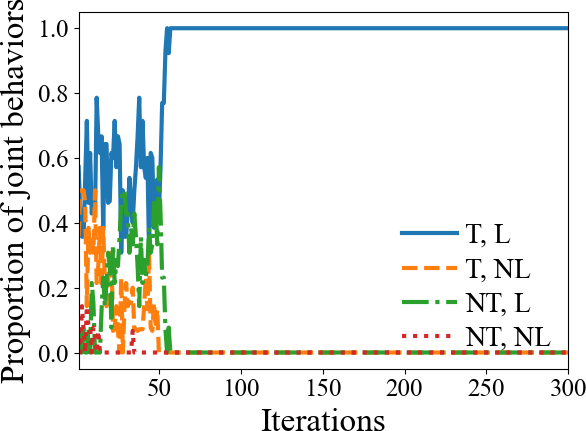 Proportion of joint behaviors
1.0
0.8
0.6
0.4
0.2
0.0
T, L
T, NL
NT, L
NT, NL
50 100 150 200 250 300
Iterations